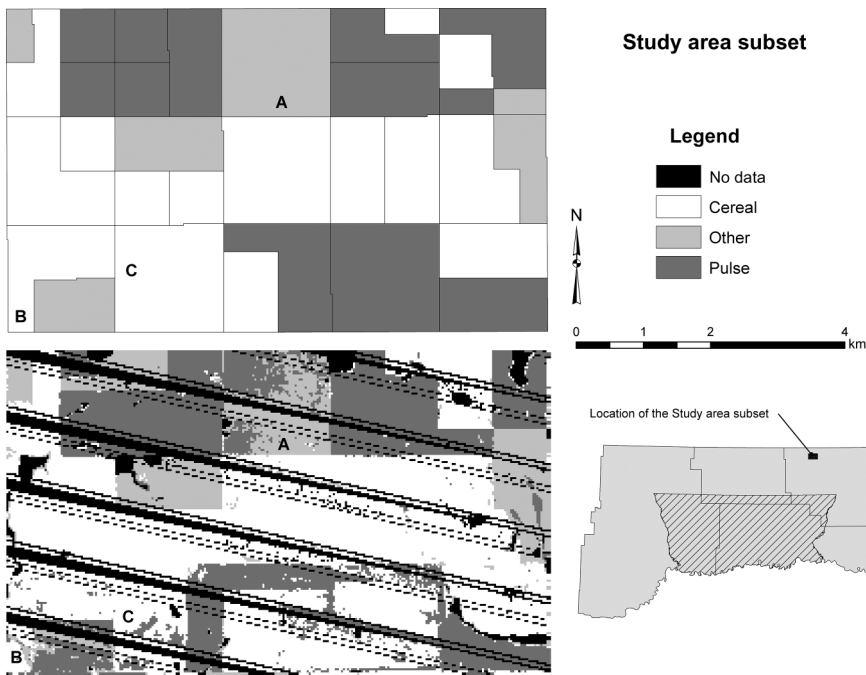 Study area subset
Legend
No data
Cereal
Other
Pulse
N
0 1 2 4
km
Location of the Study area subset
A
C
B
A
C
B